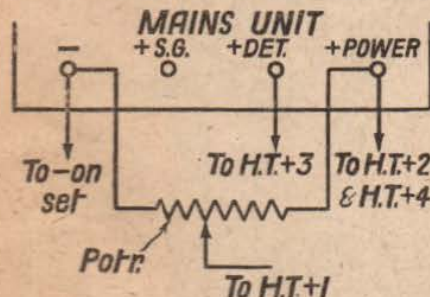 MAINS UNIT
– +S.G. +DET. +POWER
To-on set
To H.T.+3
To H.T.+2 & H.T.+4
Potr.
To H.T.+1